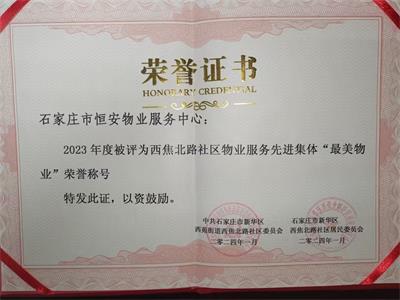 荣誉证书
HONORARY CREDENTIAL
石家庄市恒安物业服务中心：
2023年度被评为西焦北路社区物业服务先进集体“最美物
业”荣誉称号
特发此证，以资鼓励。
中共石家庄市新华区
西苑街道西焦北路社区委员会
二〇二四年一月
石家庄市新华区
西焦北路社区居民委员会
二〇二四年一月